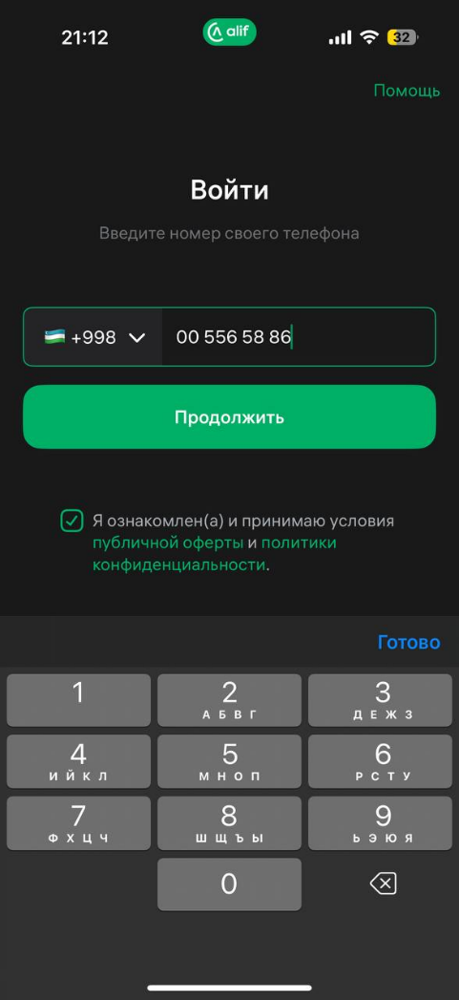 21:12
alif
32
Помощь
Войти
Введите номер своего телефона
+998 00 556 58 86
Продолжить
Я ознакомлен(а) и принимаю условия
публичной оферты и политики
конфиденциальности.
Готово
1 2 3
А Б В Г Д Е Ж З
4 5 6
И Й К Л М Н О П Р С Т У
7 8 9
Ф Х Ц Ч Ш Щ Ъ Ы Ь Э Ю Я
0